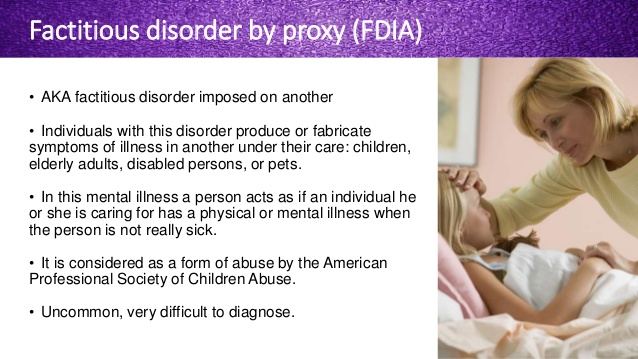 Factitious disorder by proxy (FDIA)
• AKA factitious disorder imposed on another
• Individuals with this disorder produce or fabricate
symptoms of illness in another under their care: children,
elderly adults, disabled persons, or pets.
• In this mental illness a person acts as if an individual he
or she is caring for has a physical or mental illness when
the person is not really sick.
• It is considered as a form of abuse by the American
Professional Society of Children Abuse.
• Uncommon, very difficult to diagnose.